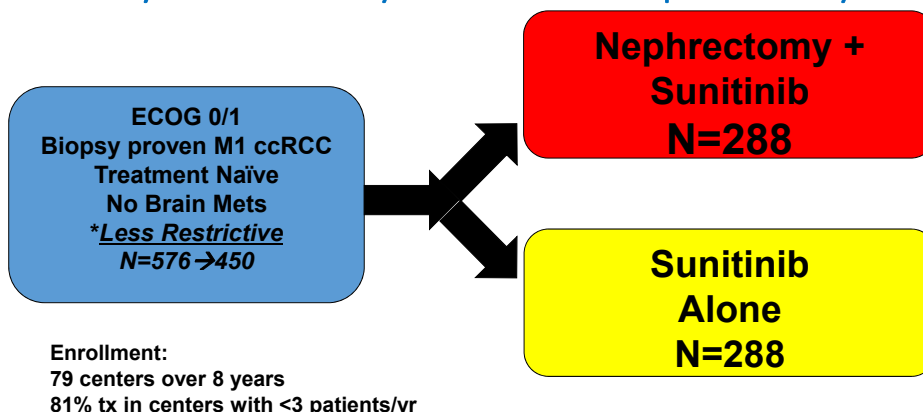 ECOG 0/1
Biopsy proven M1 ccRCC
Treatment Naïve
No Brain Mets
*Less Restrictive
N=576→450
Nephrectomy +
Sunitinib
N=288
Sunitinib
Alone
N=288
Enrollment:
79 centers over 8 years
81% tx in centers with <3 patients/yr